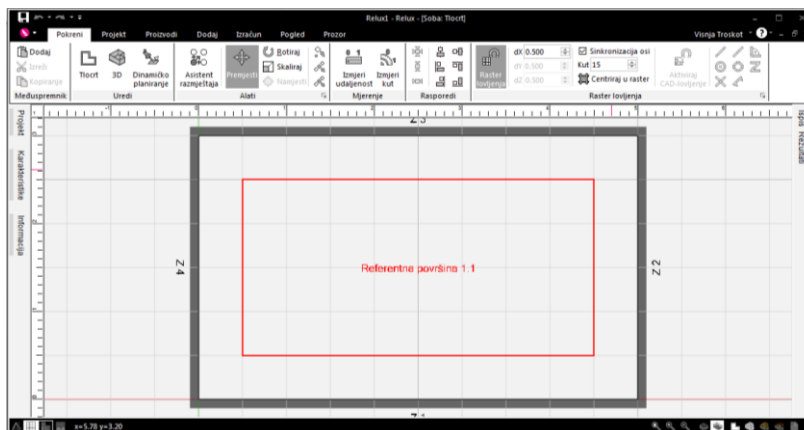 Relux1 - Relux - [Soba: Tlocrt]
Pokreni Projekt Proizvodi Dodaj Izračun Pogled Prozor Visnja Troskot
Dodaj
Izreži
Kopiranje
Međuspremnik
Tlocrt 3D Dinamičko planiranje
Uredi
Asistent razmještaja Premjesti
Rotiraj
Skaliraj
Namjesti
Alati
Izmjeri udaljenost Izmjeri kut
Mjerenje
Rasporedi
Raster lovljenja
dX 0.500
dY 0.500
dZ 0.500
Sinkronizacija osi
Kut 15
Centriraj u raster
Aktiviraj CAD-lovljenje
Raster lovljenja
Projekt
Karakteristike
Informacija
Rezultati
Z 3
Z 4
Referentna površina 1.1
Z 2
x=5.78 y=3.20